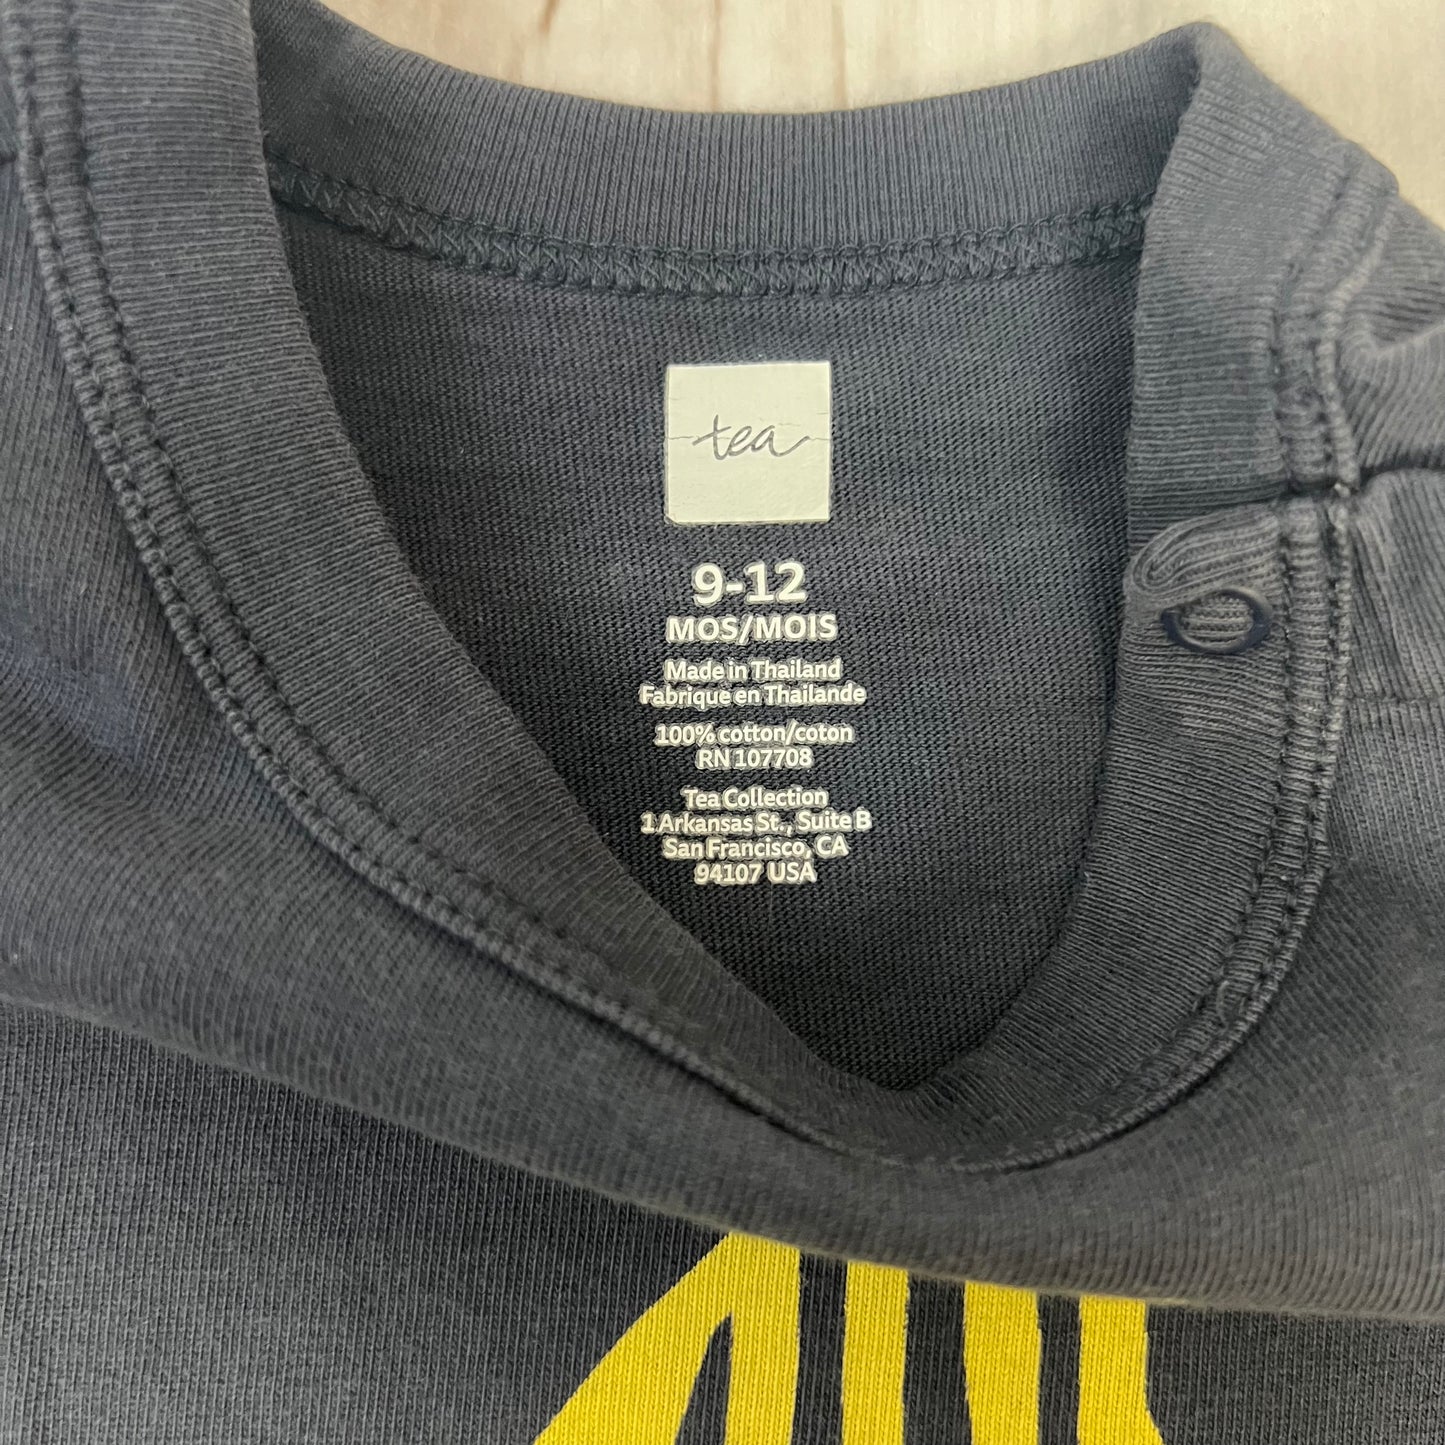 tea
9-12
MOS/MOIS
Made in Thailand
Fabrique en Thailande
100% cotton/coton
RN 107708
Tea Collection
1 Arkansas St., Suite B
San Francisco, CA
94107 USA